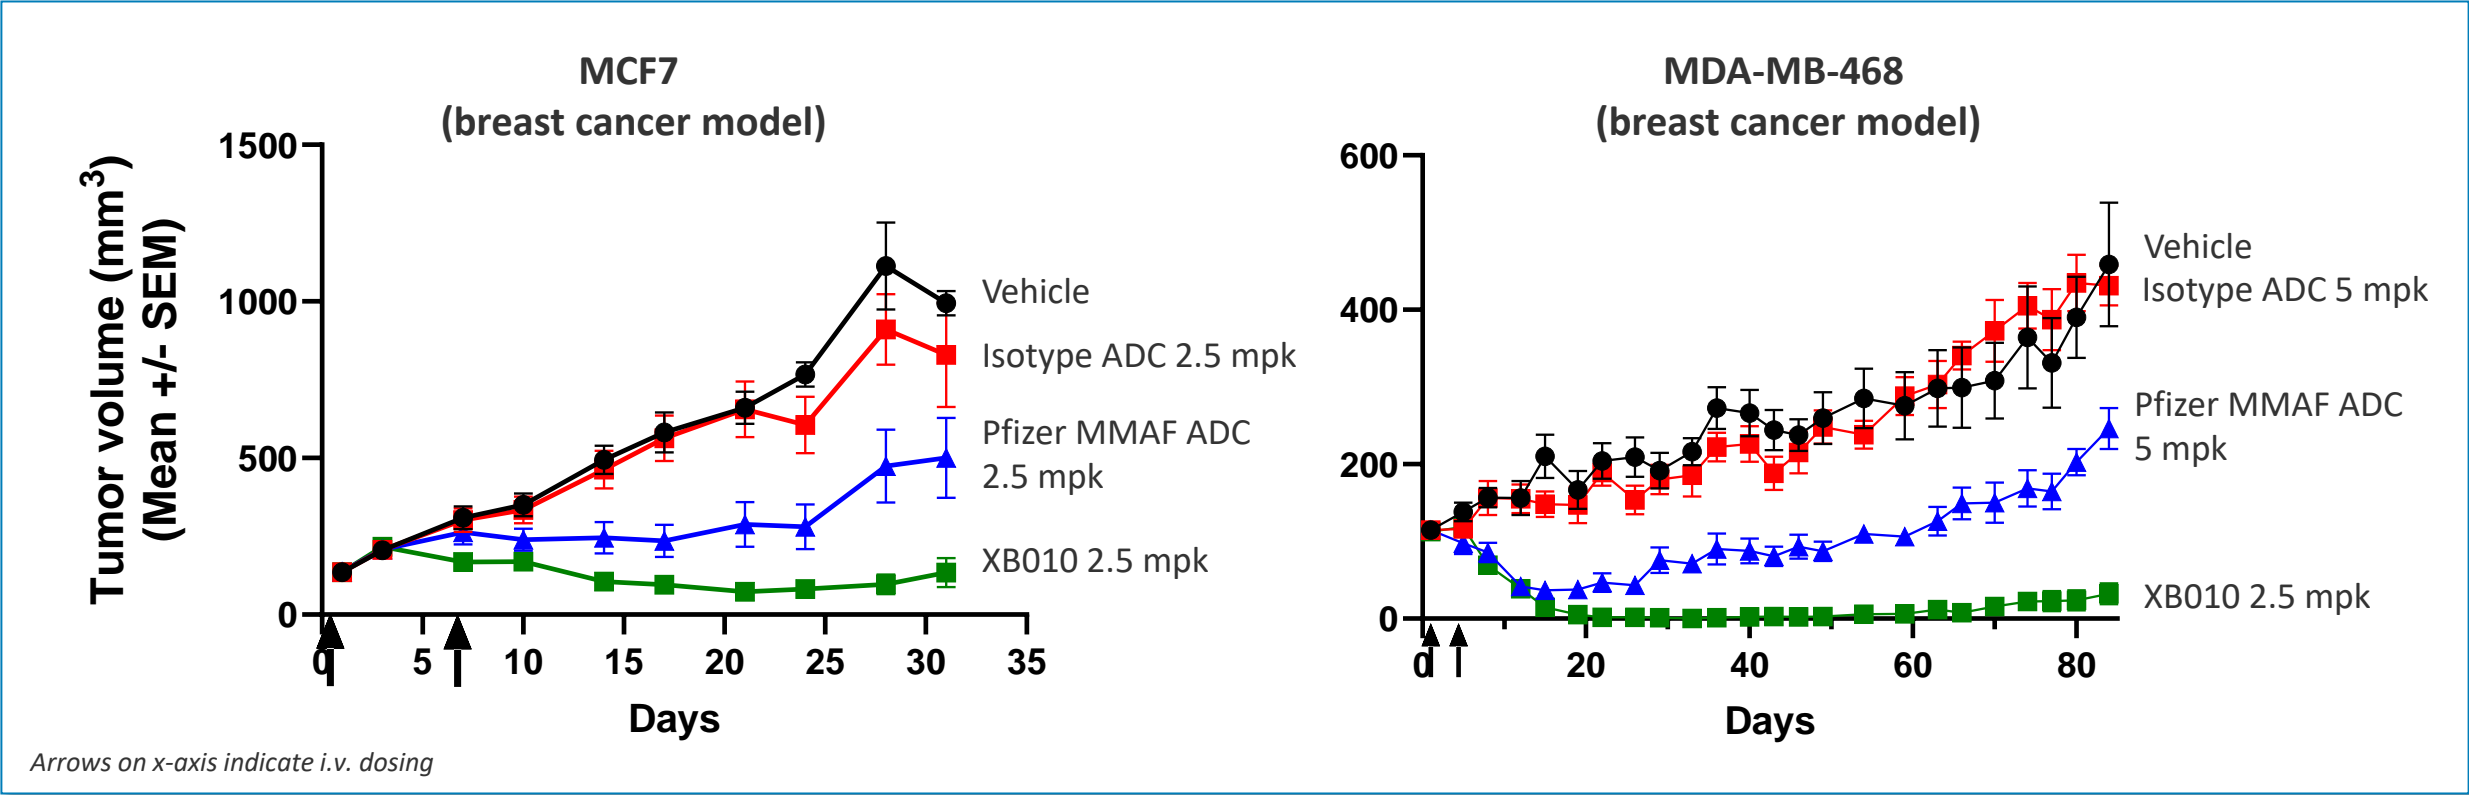 MCF7
(breast cancer model)
Tumor volume (mm³)
(Mean +/- SEM)
1500
1000
500
0
0
5
10
15
20
25
30
35
Days
Vehicle
Isotype ADC 2.5 mpk
Pfizer MMAF ADC
2.5 mpk
XB010 2.5 mpk
MDA-MB-468
(breast cancer model)
600
400
200
0
0
20
40
60
80
Days
Vehicle
Isotype ADC 5 mpk
Pfizer MMAF ADC
5 mpk
XB010 2.5 mpk
Arrows on x-axis indicate i.v. dosing